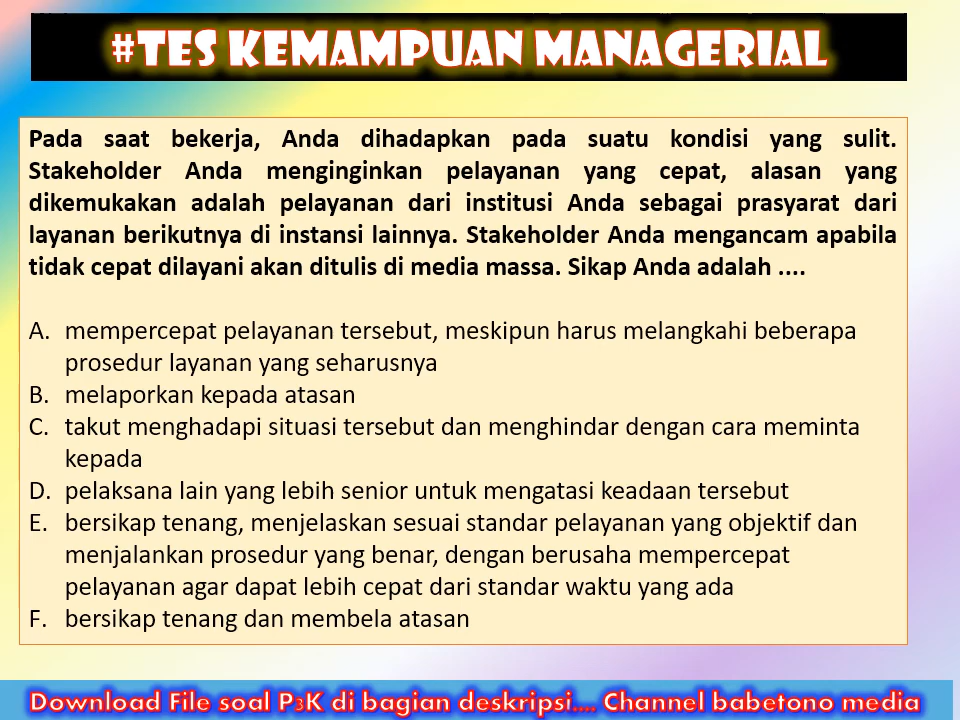 #TES KEMAMPUAN MANAGERIAL
Pada saat bekerja, Anda dihadapkan pada suatu kondisi yang sulit.
Stakeholder Anda menginginkan pelayanan yang cepat, alasan yang
dikemukakan adalah pelayanan dari institusi Anda sebagai prasyarat dari
layanan berikutnya di instansi lainnya. Stakeholder Anda mengancam apabila
tidak cepat dilayani akan ditulis di media massa. Sikap Anda adalah ....
A. mempercepat pelayanan tersebut, meskipun harus melangkahi beberapa
prosedur layanan yang seharusnya
B. melaporkan kepada atasan
C. takut menghadapi situasi tersebut dan menghindar dengan cara meminta
kepada
D. pelaksana lain yang lebih senior untuk mengatasi keadaan tersebut
E. bersikap tenang, menjelaskan sesuai standar pelayanan yang objektif dan
menjalankan prosedur yang benar, dengan berusaha mempercepat
pelayanan agar dapat lebih cepat dari standar waktu yang ada
F. bersikap tenang dan membela atasan
Download File soal P3K di bagian deskripsi.... Channel babetono media